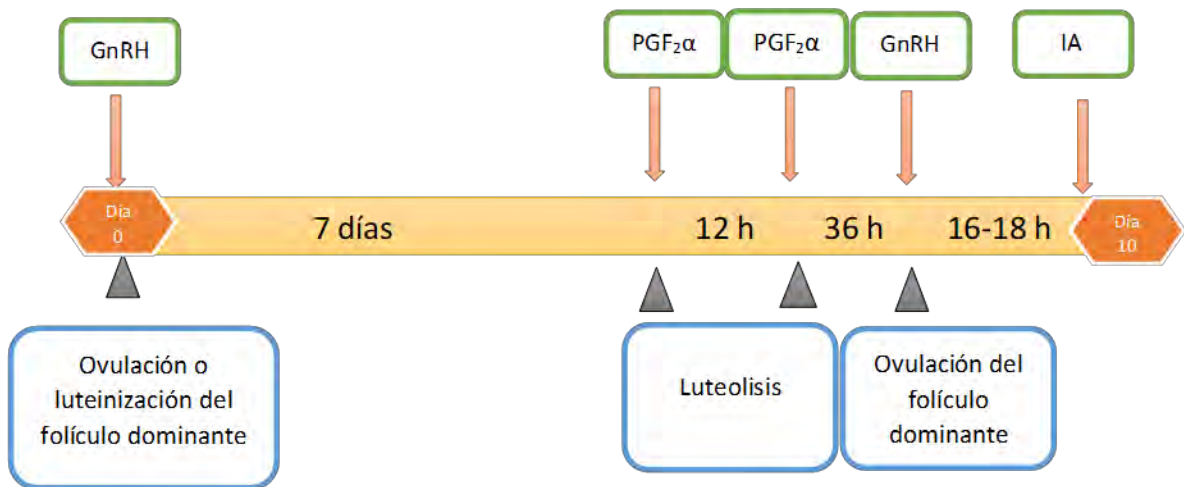 GnRH
PGF₂α
PGF₂α
GnRH
IA
Día
0
7 días
12 h
36 h
16-18 h
Día
10
Ovulación o
luteinización del
folículo dominante
Luteolisis
Ovulación del
folículo
dominante